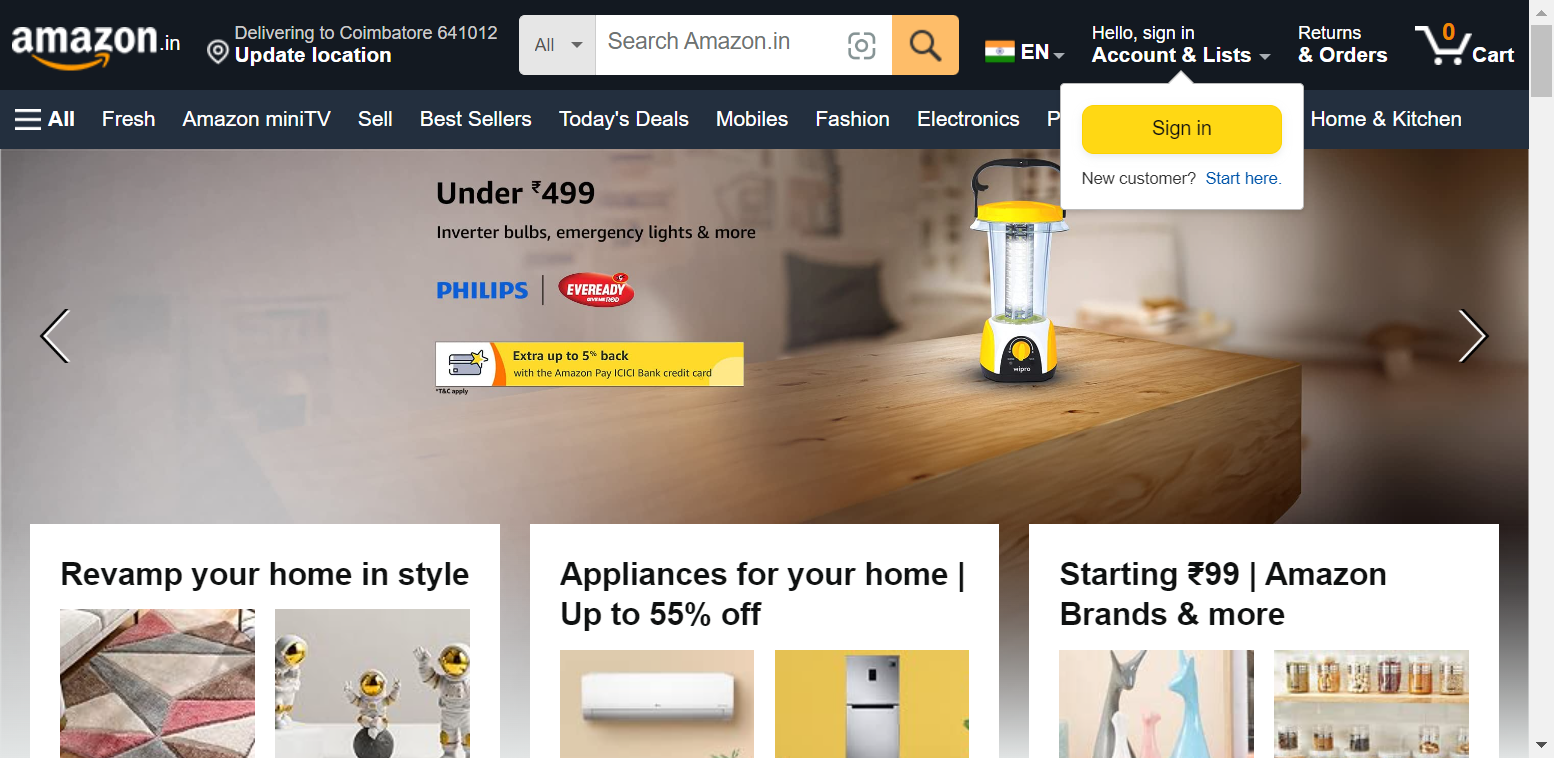 amazon.in
Delivering to Coimbatore 641012
Update location
All
Search Amazon.in
EN
Hello, sign in
Account & Lists
Returns
& Orders
0
Cart
All
Fresh
Amazon miniTV
Sell
Best Sellers
Today's Deals
Mobiles
Fashion
Electronics
P
Home & Kitchen
Sign in
New customer? Start here.
Under ₹499
Inverter bulbs, emergency lights & more
PHILIPS
EVEREADY
GIVE ME RED
Extra up to 5% back
with the Amazon Pay ICICI Bank credit card
*T&C apply
wipro
Revamp your home in style
Appliances for your home |
Up to 55% off
Starting ₹99 | Amazon
Brands & more